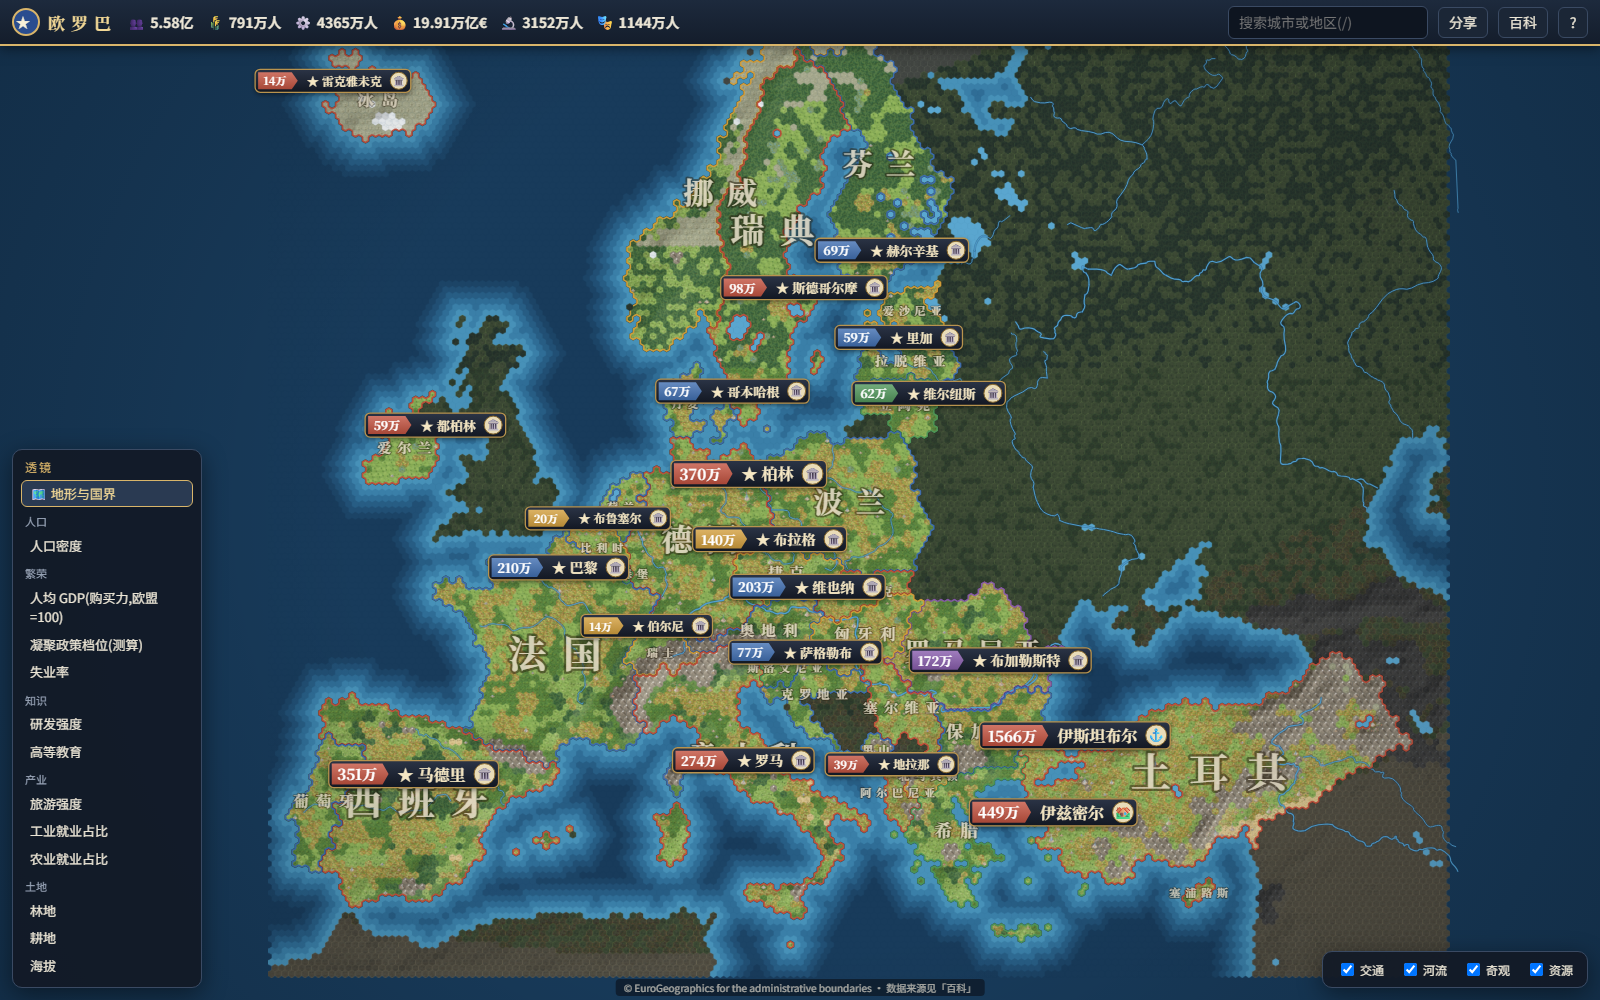 欧罗巴 5.58亿 791万人 4365万人 19.91万亿€ 3152万人 1144万人
搜索城市或地区(/) 分享 百科 ?
14万 ★ 雷克雅未克
冰岛
芬兰
挪威
瑞典
69万 ★ 赫尔辛基
98万 ★ 斯德哥尔摩
爱沙尼亚
59万 ★ 里加
拉脱维亚
67万 ★ 哥本哈根
62万 ★ 维尔纽斯
59万 ★ 都柏林
爱尔兰
370万 ★ 柏林
波兰
20万 ★ 布鲁塞尔
德
140万 ★ 布拉格
比利时
210万 ★ 巴黎
堡
捷克
203万 ★ 维也纳
克
14万 ★ 伯尔尼
奥地利
匈牙利
法国
瑞士
77万 ★ 萨格勒布
172万 ★ 布加勒斯特
斯洛文尼亚
克罗地亚
塞尔维亚
保加
1566万 伊斯坦布尔
274万 ★ 罗马
39万 ★ 地拉那
351万 ★ 马德里
土耳其
葡萄牙
西班牙
阿尔巴尼亚
449万 伊兹密尔
希腊
塞浦路斯
透镜
地形与国界
人口
人口密度
繁荣
人均 GDP(购买力,欧盟
=100)
凝聚政策档位(测算)
失业率
知识
研发强度
高等教育
产业
旅游强度
工业就业占比
农业就业占比
土地
林地
耕地
海拔
交通 河流 奇观 资源
© EuroGeographics for the administrative boundaries · 数据来源见「百科」